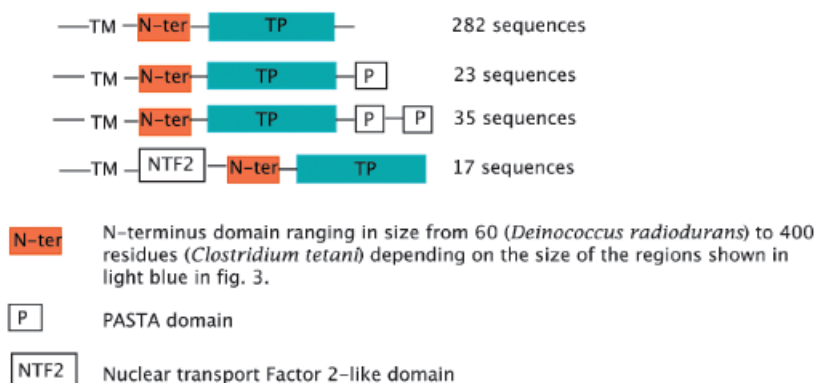 TM N-ter TP 282 sequences
TM N-ter TP P 23 sequences
TM N-ter TP P P 35 sequences
TM NTF2 N-ter TP 17 sequences
N-ter N-terminus domain ranging in size from 60 (Deinococcus radiodurans) to 400
residues (Clostridium tetani) depending on the size of the regions shown in
light blue in fig. 3.
P PASTA domain
NTF2 Nuclear transport Factor 2-like domain